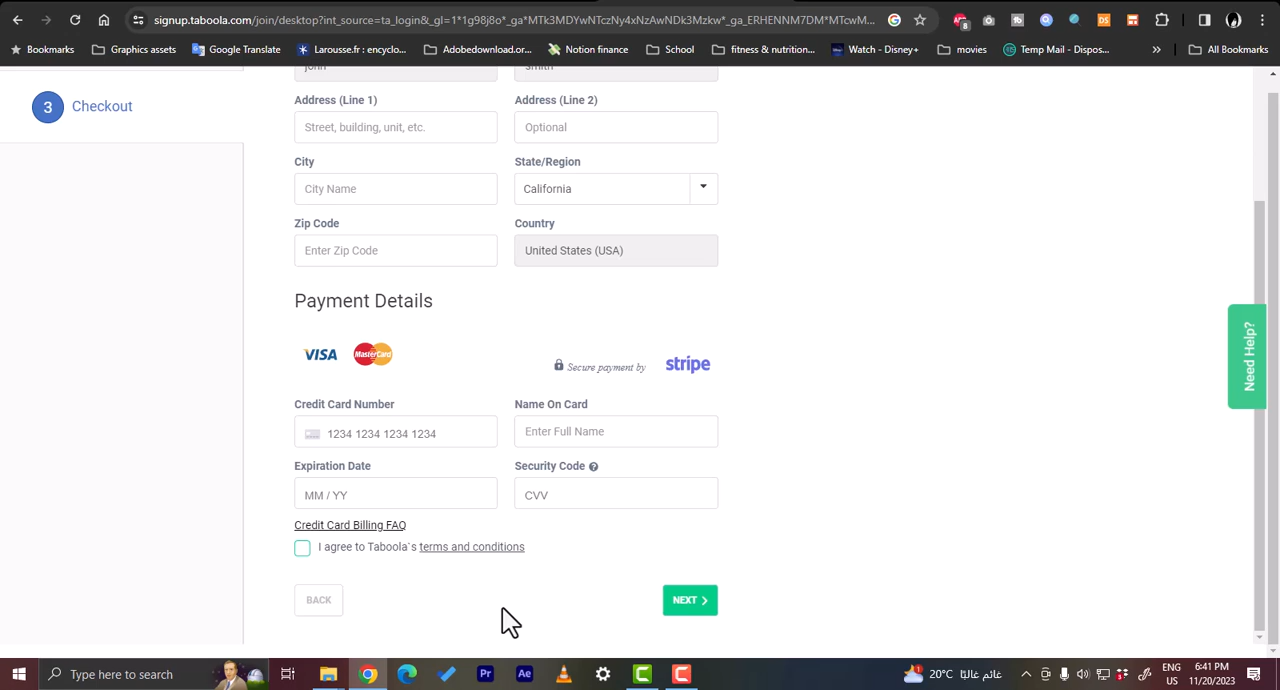 signup.taboola.com/join/desktop?int_source=ta_login&_gl=1*1g98j8o*_ga*MTk3MDYwNTczNy4xNzAwNDk3Mzkw*_ga_ERHENNM7DM*MTcwM...
8
Bookmarks Graphics assets Google Translate Larousse.fr: encyclo... Adobedownload.or... Notion finance School fitness & nutrition... Watch - Disney+ movies Temp Mail - Dispos... » All Bookmarks
john smith
3 Checkout
Address (Line 1) Address (Line 2)
Street, building, unit, etc. Optional
City State/Region
City Name California
Zip Code Country
Enter Zip Code United States (USA)
Payment Details
VISA MasterCard
Secure payment by stripe
Credit Card Number Name On Card
1234 1234 1234 1234 Enter Full Name
Expiration Date Security Code ?
MM / YY CVV
Credit Card Billing FAQ
I agree to Taboola`s terms and conditions
BACK NEXT
Need Help?
Type here to search Pr Ae 1 20°C غائم غالبًا ENG US 6:41 PM 11/20/2023